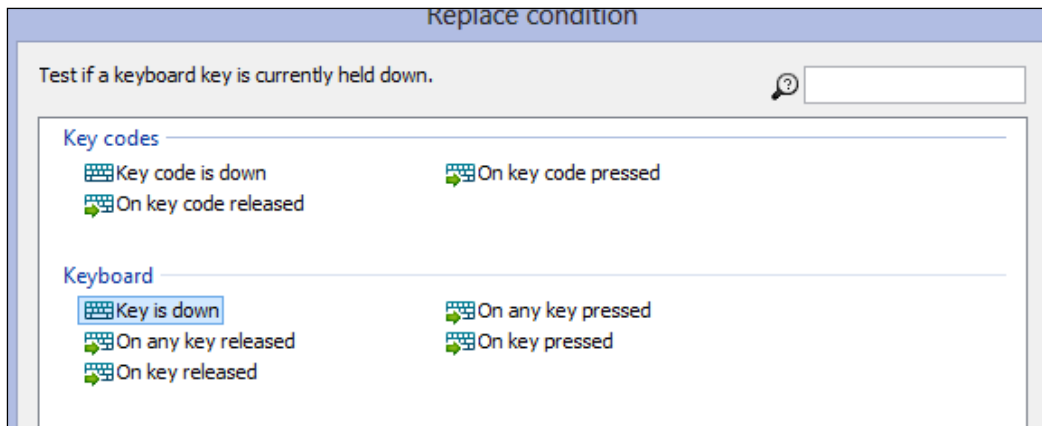 Replace condition
Test if a keyboard key is currently held down.
Key codes
Key code is down
On key code pressed
On key code released
Keyboard
Key is down
On any key pressed
On any key released
On key pressed
On key released